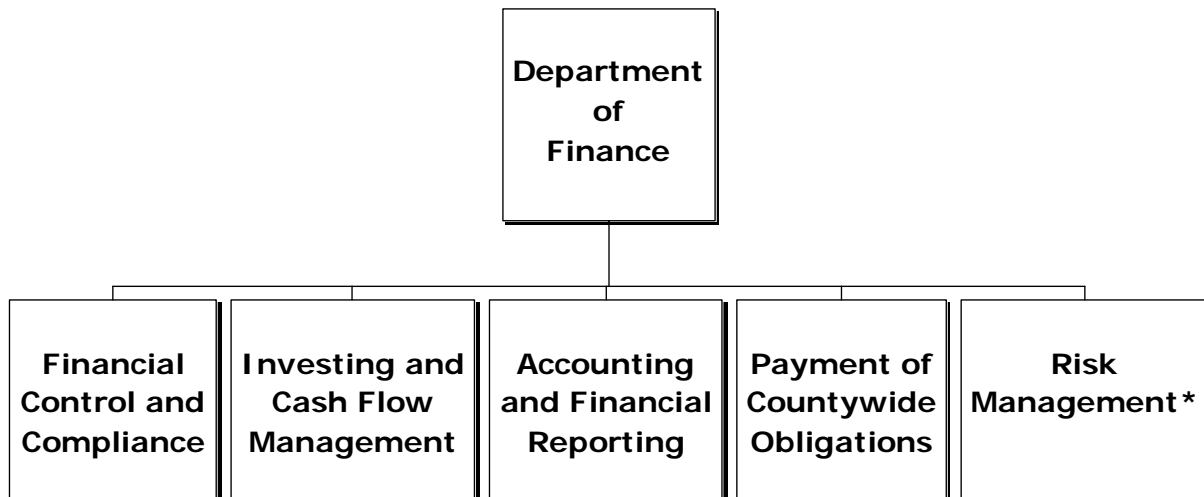 Department
of
Finance
Financial
Control and
Compliance
Investing and
Cash Flow
Management
Accounting
and Financial
Reporting
Payment of
Countywide
Obligations
Risk
Management*